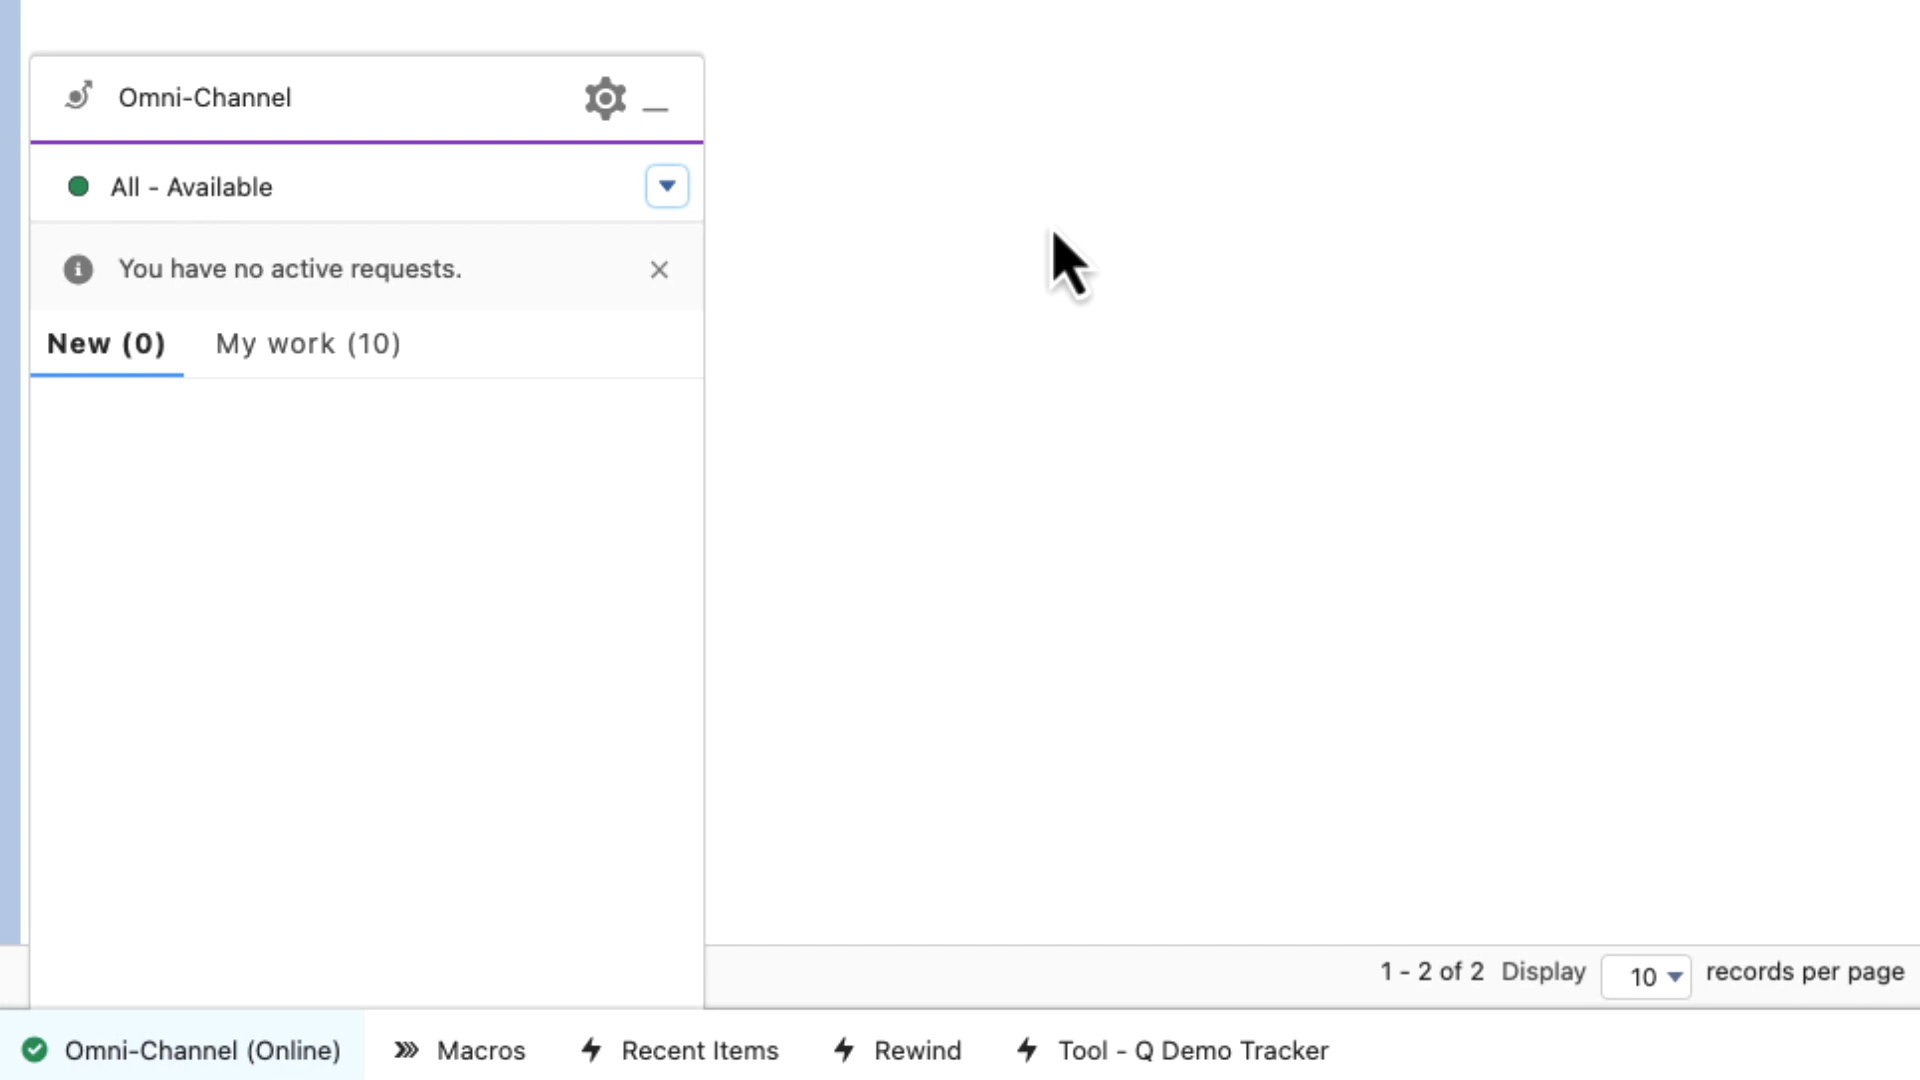 Omni-Channel
All - Available
You have no active requests.
New (0) My work (10)
1 - 2 of 2 Display 10 records per page
Omni-Channel (Online) Macros Recent Items Rewind Tool - Q Demo Tracker